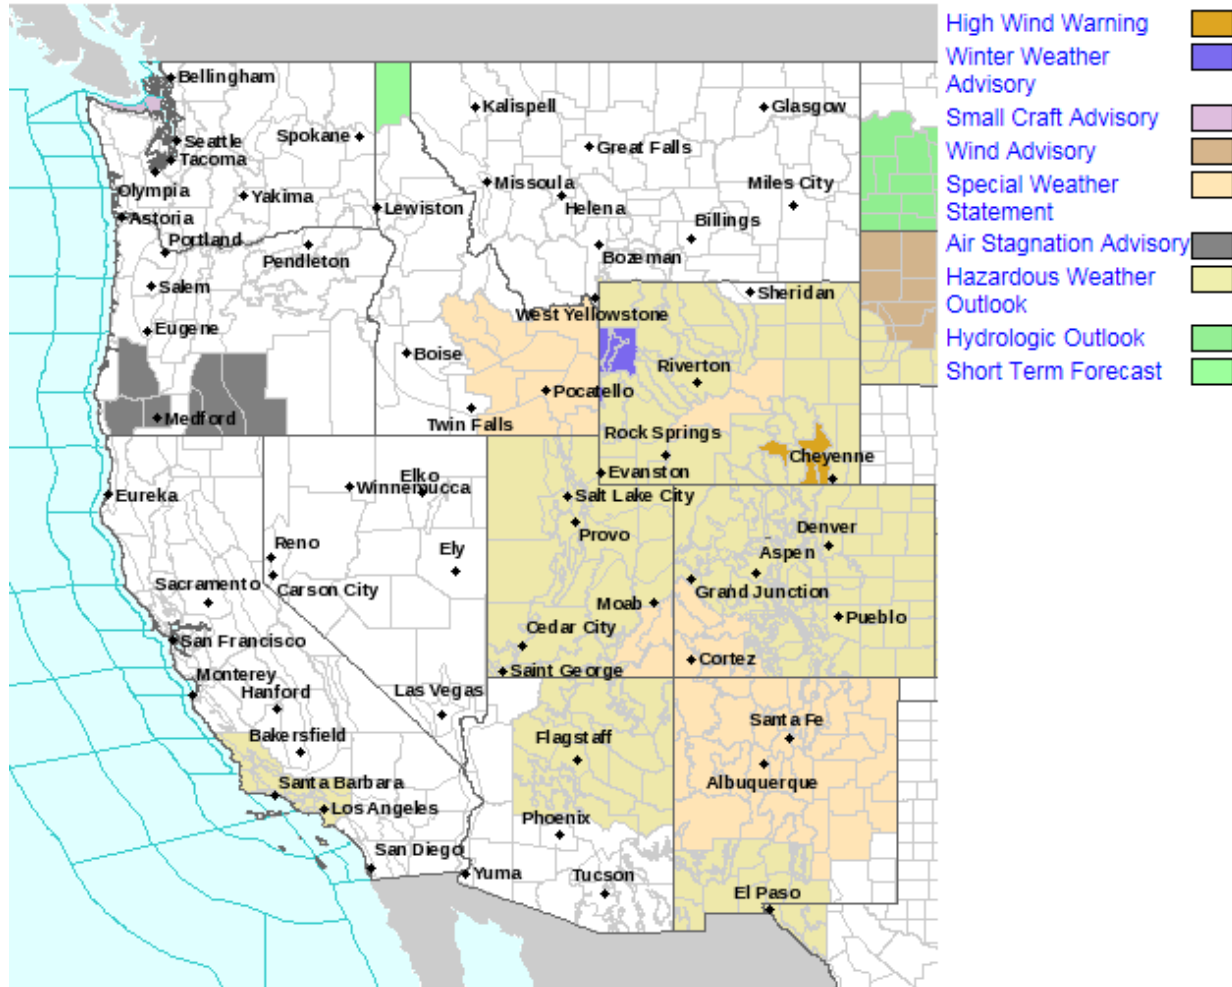 High Wind Warning
Winter Weather
Advisory
Small Craft Advisory
Wind Advisory
Special Weather
Statement
Air Stagnation Advisory
Hazardous Weather
Outlook
Hydrologic Outlook
Short Term Forecast
Bellingham
Kalispell
Glasgow
Seattle
Spokane
Great Falls
Tacoma
Olympia
Yakima
Missoula
Miles City
Lewiston
Helena
Astoria
Billings
Portland
Pendleton
Bozeman
Salem
Sheridan
West Yellowstone
Eugene
Boise
Riverton
Pocatello
Medford
Twin Falls
Rock Springs
Cheyenne
Evanston
Elko
Winnemucca
Eureka
Salt Lake City
Provo
Denver
Reno
Ely
Aspen
Sacramento
Carson City
Grand Junction
Moab
Pueblo
Cedar City
San Francisco
Cortez
Saint George
Monterey
Hanford
Las Vegas
Santa Fe
Bakersfield
Flagstaff
Santa Barbara
Albuquerque
Los Angeles
Phoenix
San Diego
Yuma
Tucson
El Paso